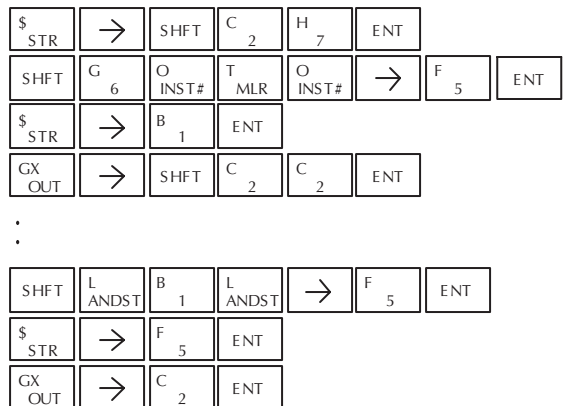 $ STR → SHFT C 2 H 7 ENT
SHFT G 6 O INST# T MLR O INST# → F 5 ENT
$ STR → B 1 ENT
GX OUT → SHFT C 2 C 2 ENT
SHFT L ANDST B 1 L ANDST → F 5 ENT
$ STR → F 5 ENT
GX OUT → C 2 ENT